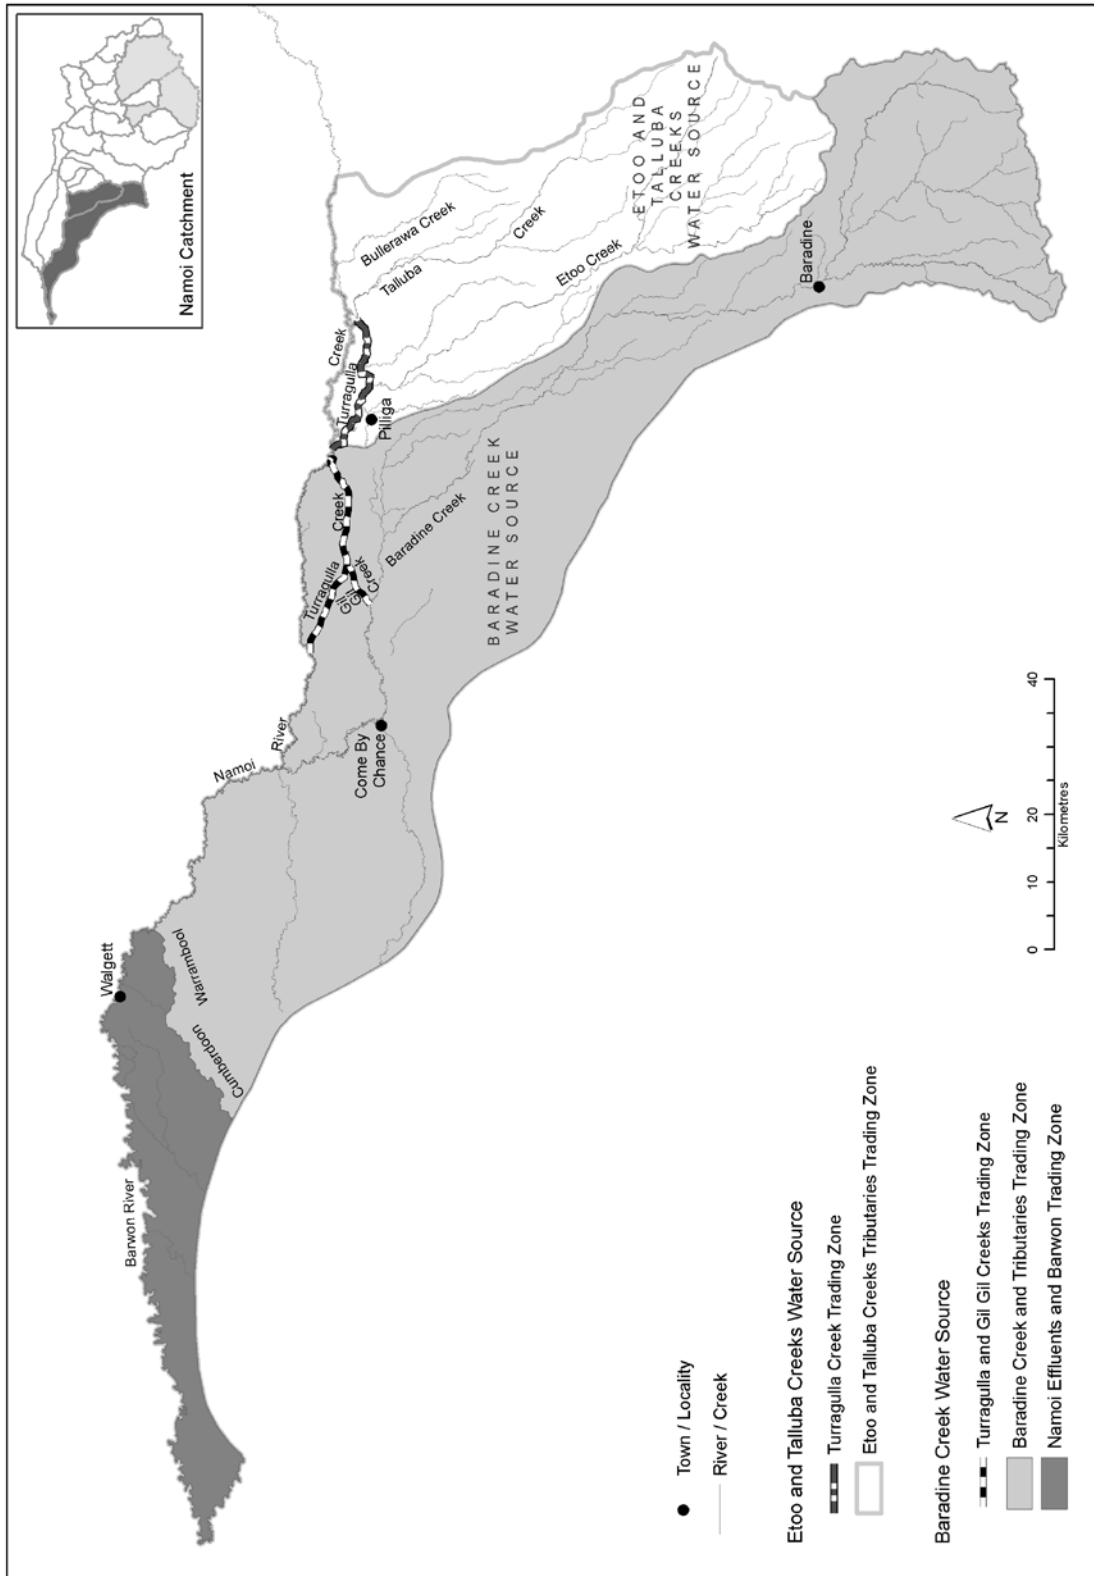 Namoi Catchment
Barwon River
Walgett
Cumberdoon
Warrambool
Namoi
River
Come By
Chance
Turragulla
Creek
Gil Gil
Creek
Baradine Creek
Turragulla
Creek
Pilliga
Bullerawa Creek
Talluba
Creek
Etoo Creek
ETOO AND
TALLUBA
CREEKS
WATER SOURCE
BARADINE CREEK
WATER SOURCE
Baradine
N
0 10 20 40
Kilometres
Town / Locality
River / Creek
Etoo and Talluba Creeks Water Source
Turragulla Creek Trading Zone
Etoo and Talluba Creeks Tributaries Trading Zone
Baradine Creek Water Source
Turragulla and Gil Gil Creeks Trading Zone
Baradine Creek and Tributaries Trading Zone
Namoi Effluents and Barwon Trading Zone